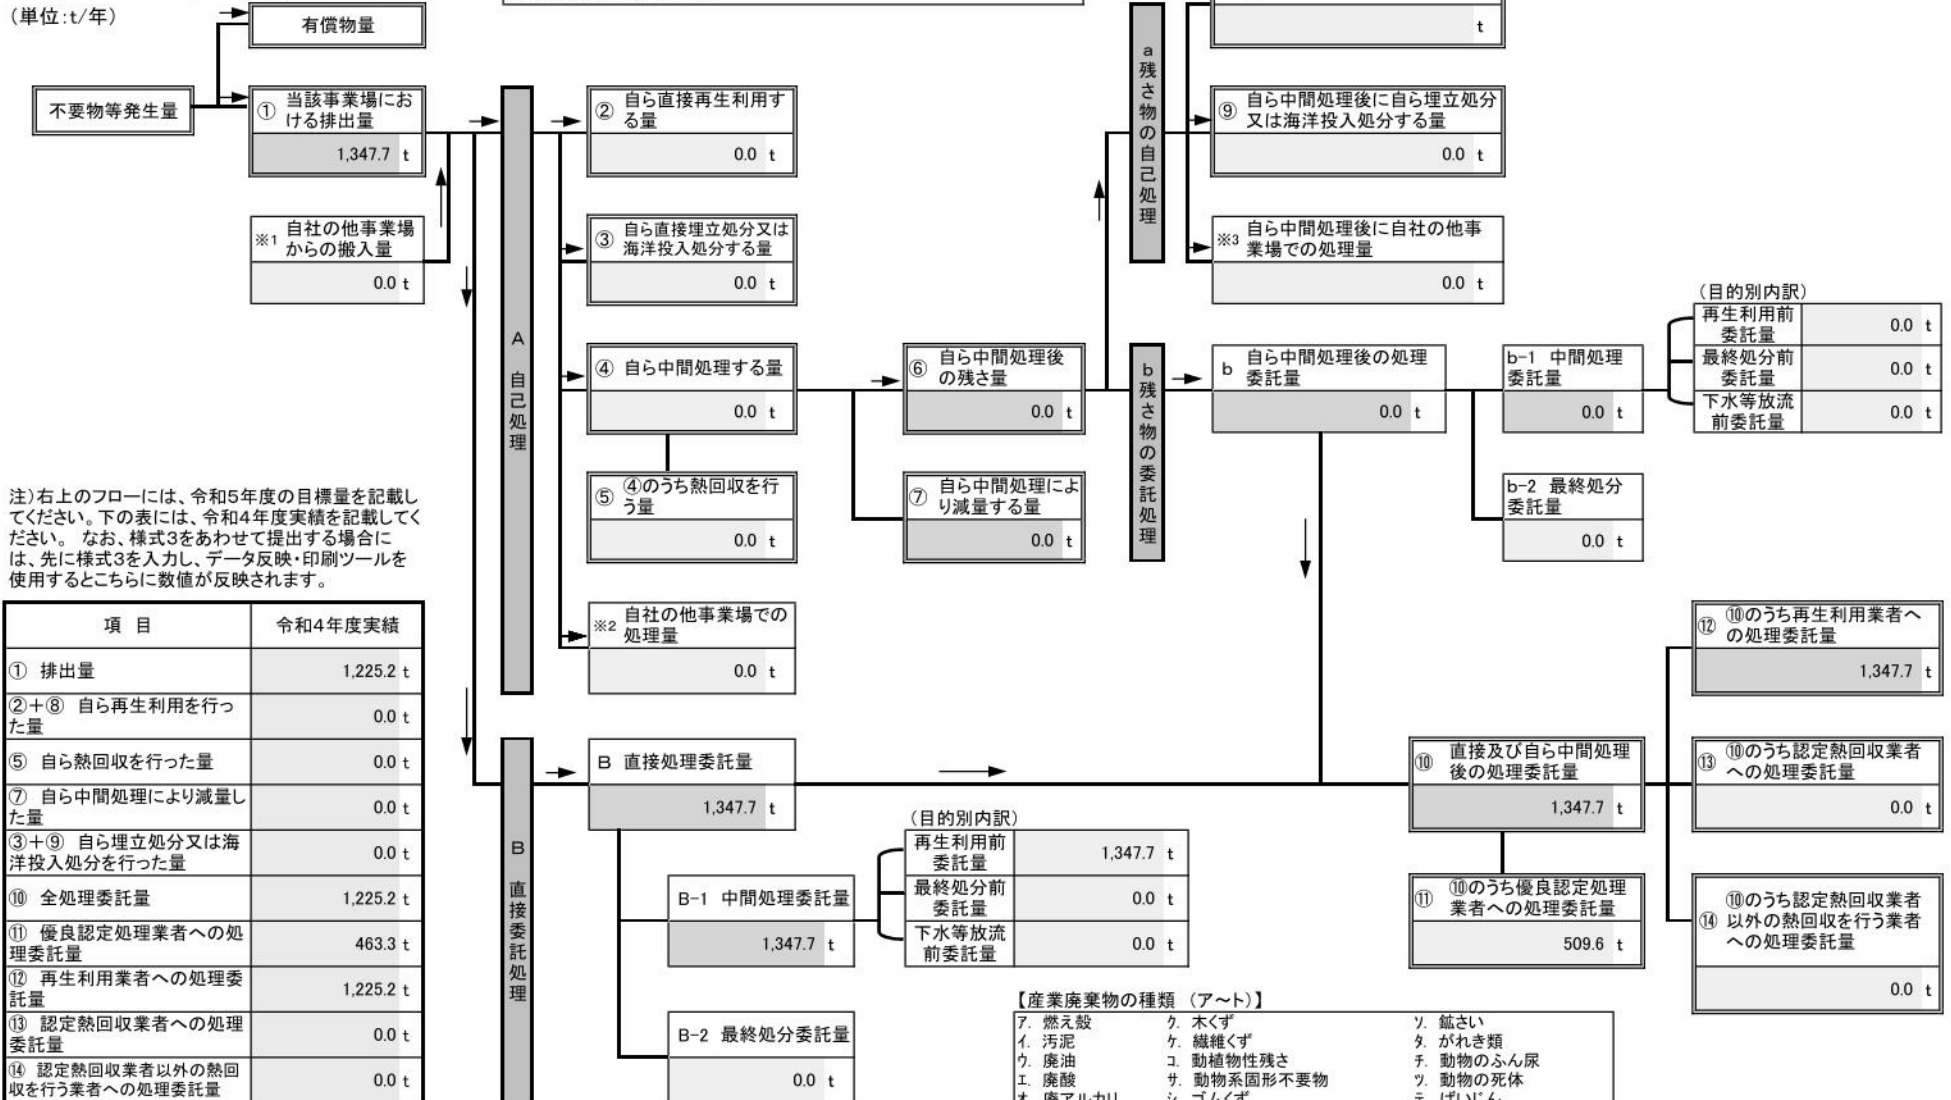 (単位:t/年)
有償物量
t
不要物等発生量
① 当該事業場にお
ける排出量
1,347.7 t
② 自ら直接再生利用す
る量
0.0 t
a 残さ物の自己処理
⑨ 自ら中間処理後に自ら埋立処分
又は海洋投入処分する量
0.0 t
※1 自社の他事業場
からの搬入量
0.0 t
③ 自ら直接埋立処分又は
海洋投入処分する量
0.0 t
※3 自ら中間処理後に自社の他事
業場での処理量
0.0 t
A 自己処理
④ 自ら中間処理する量
0.0 t
⑥ 自ら中間処理後
の残さ量
0.0 t
b 残さ物の委託処理
b 自ら中間処理後の処理
委託量
0.0 t
b-1 中間処理
委託量
0.0 t
(目的別内訳)
再生利用前
委託量
0.0 t
最終処分前
委託量
0.0 t
下水等放流
前委託量
0.0 t
⑤ ④のうち熱回収を行
う量
0.0 t
⑦ 自ら中間処理によ
り減量する量
0.0 t
b-2 最終処分
委託量
0.0 t
注)右上のフローには、令和5年度の目標量を記載し
てください。下の表には、令和4年度実績を記載してく
ださい。 なお、様式3をあわせて提出する場合に
は、先に様式3を入力し、データ反映・印刷ツールを
使用するとこちらに数値が反映されます。
※2 自社の他事業場での
処理量
0.0 t
項 目 令和4年度実績
① 排出量 1,225.2 t
②+⑧ 自ら再生利用を行っ
た量 0.0 t
⑤ 自ら熱回収を行った量 0.0 t
⑦ 自ら中間処理により減量し
た量 0.0 t
③+⑨ 自ら埋立処分又は海
洋投入処分を行った量 0.0 t
⑩ 全処理委託量 1,225.2 t
⑪ 優良認定処理業者への処
理委託量 463.3 t
⑫ 再生利用業者への処理委
託量 1,225.2 t
⑬ 認定熱回収業者への処理
委託量 0.0 t
⑭ 認定熱回収業者以外の熱回
収を行う業者への処理委託量 0.0 t
B 直接委託処理
B 直接処理委託量
1,347.7 t
B-1 中間処理委託量
1,347.7 t
(目的別内訳)
再生利用前
委託量
1,347.7 t
最終処分前
委託量
0.0 t
下水等放流
前委託量
0.0 t
B-2 最終処分委託量
0.0 t
⑩ 直接及び自ら中間処理
後の処理委託量
1,347.7 t
⑪ ⑩のうち優良認定処理
業者への処理委託量
509.6 t
⑫ ⑩のうち再生利用業者へ
の処理委託量
1,347.7 t
⑬ ⑩のうち認定熱回収業者
への処理委託量
0.0 t
⑭ ⑩のうち認定熱回収業者
以外の熱回収を行う業者
への処理委託量
0.0 t
【産業廃棄物の種類 (ア～ト)】
ア. 燃え殻 ク. 木くず ソ. 鉱さい
イ. 汚泥 ケ. 繊維くず タ. がれき類
ウ. 廃油 コ. 動植物性残さ チ. 動物のふん尿
エ. 廃酸 サ. 動物系固形不要物 ツ. 動物の死体
オ. 廃アルカリ シ. ゴムくず テ. ばいじん